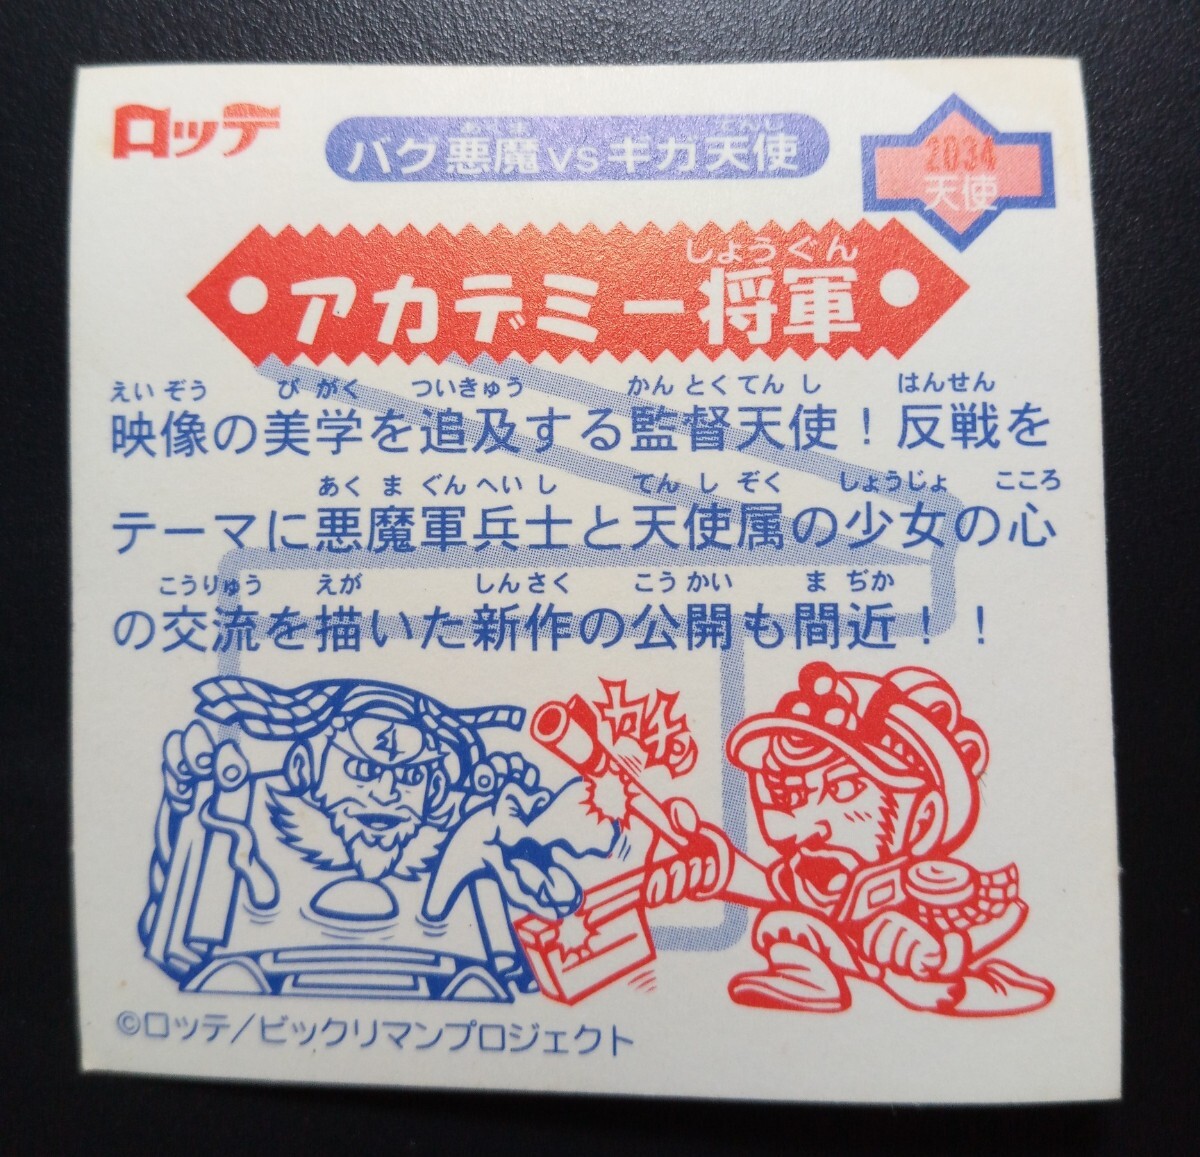 ロッテ
バグ悪魔vsギガ天使
2034
天使
しょうぐん
アカデミー将軍
えいぞう びがく ついきゅう かんとくてんし はんせん
映像の美学を追及する監督天使！反戦を
あくまぐんへいし てんしぞく しょうじょ こころ
テーマに悪魔軍兵士と天使属の少女の心
こうりゅう えが しんさく こうかい まぢか
の交流を描いた新作の公開も間近！！
カチッ
©ロッテ/ビックリマンプロジェクト